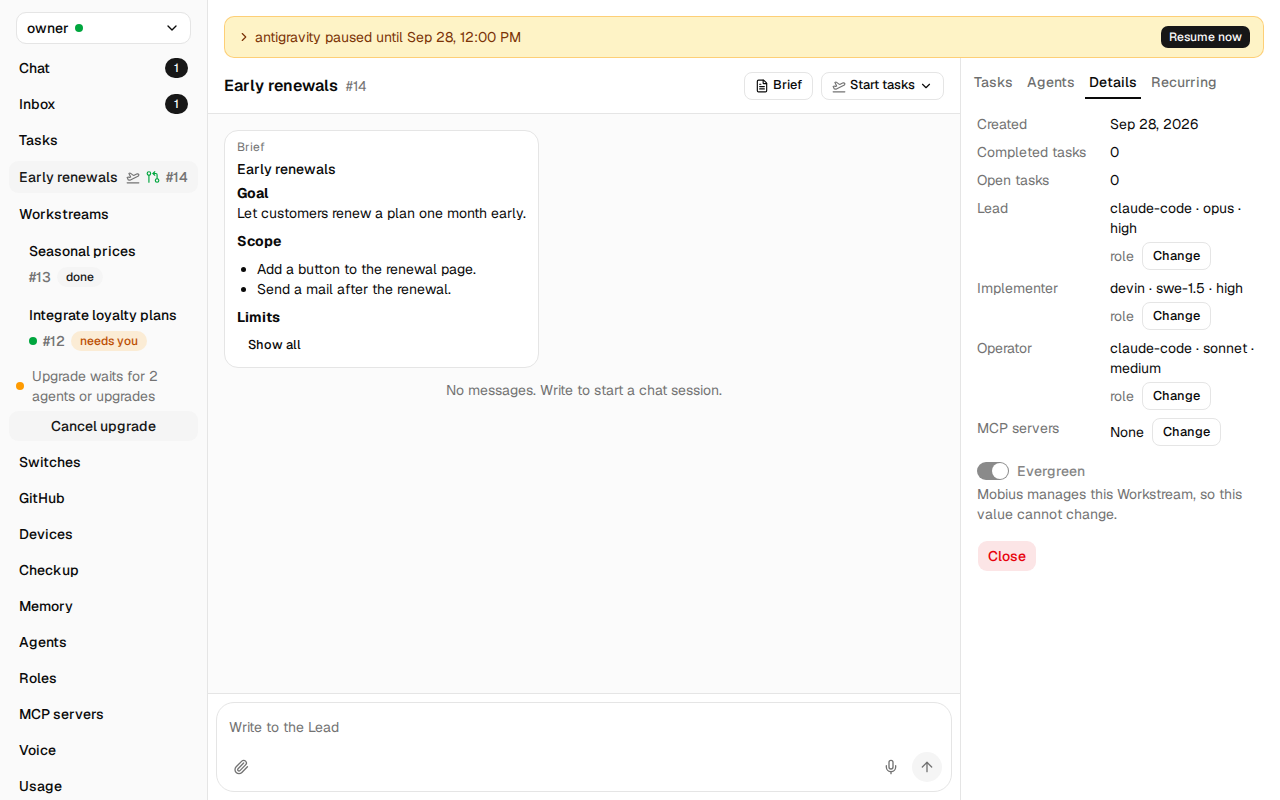 owner
Chat 1
Inbox 1
Tasks
Early renewals #14
Workstreams
Seasonal prices
#13 done
Integrate loyalty plans
#12 needs you
Upgrade waits for 2
agents or upgrades
Cancel upgrade
Switches
GitHub
Devices
Checkup
Memory
Agents
Roles
MCP servers
Voice
Usage
antigravity paused until Sep 28, 12:00 PM
Resume now
Early renewals #14
Brief
Start tasks
Brief
Early renewals
Goal
Let customers renew a plan one month early.
Scope
• Add a button to the renewal page.
• Send a mail after the renewal.
Limits
Show all
No messages. Write to start a chat session.
Write to the Lead
Tasks Agents Details Recurring
Created Sep 28, 2026
Completed tasks 0
Open tasks 0
Lead claude-code · opus ·
high
role Change
Implementer devin · swe-1.5 · high
role Change
Operator claude-code · sonnet ·
medium
role Change
MCP servers None Change
Evergreen
Mobius manages this Workstream, so this
value cannot change.
Close